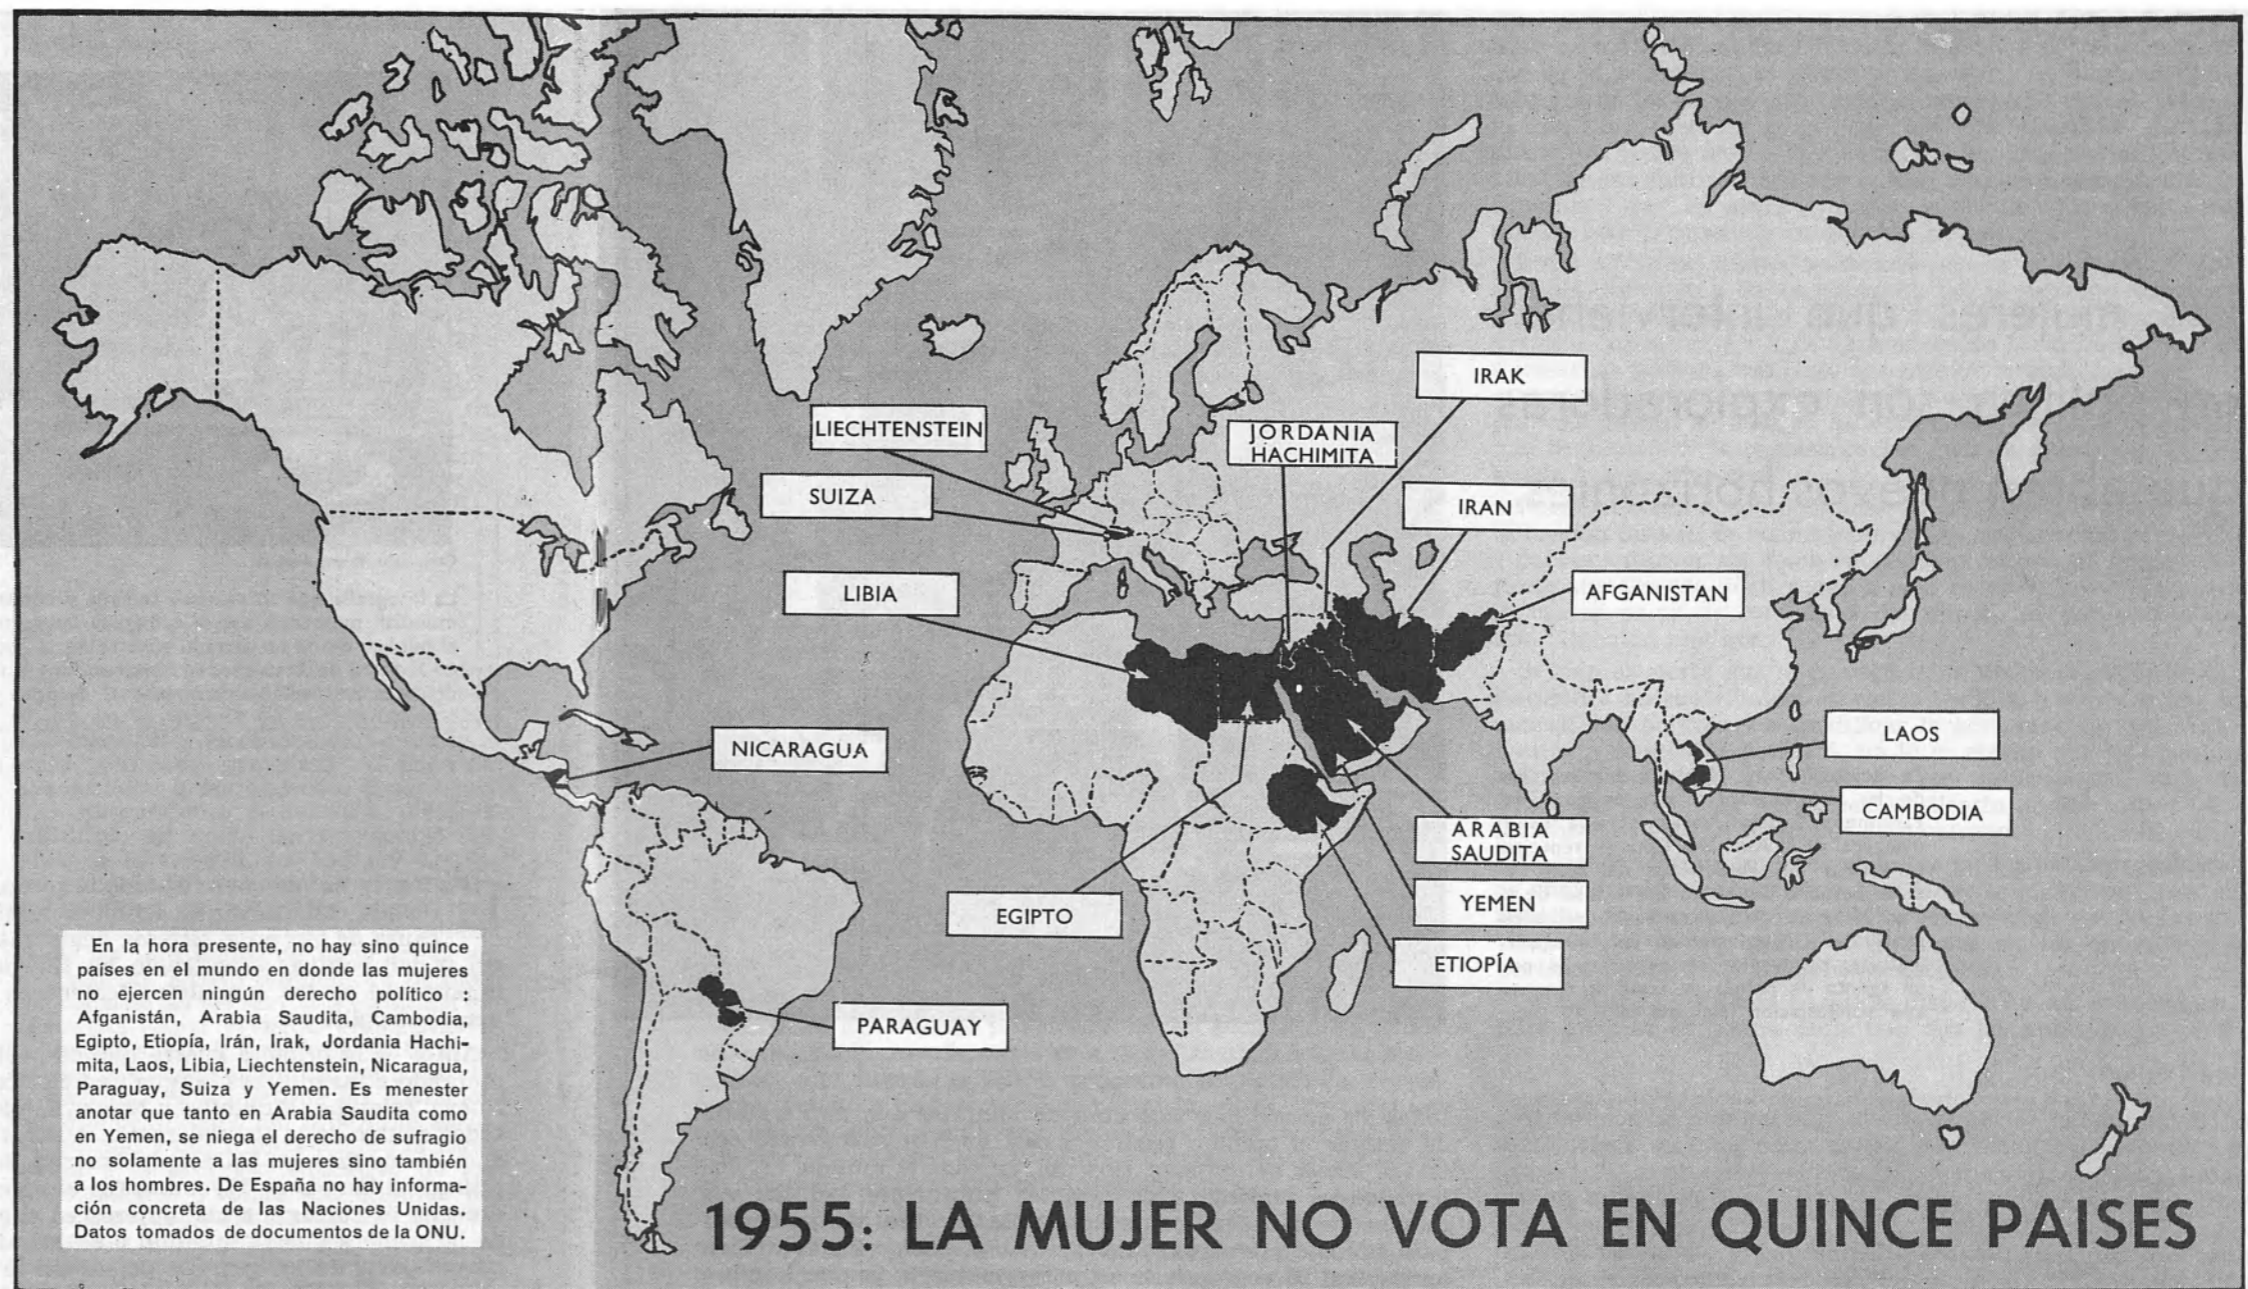 IRAK
LIECHTENSTEIN
JORDANIA
HACHIMITA
SUIZA
IRAN
LIBIA
AFGANISTAN
NICARAGUA
LAOS
CAMBODIA
ARABIA
SAUDITA
YEMEN
EGIPTO
ETIOPÍA
PARAGUAY
En la hora presente, no hay sino quince
países en el mundo en donde las mujeres
no ejercen ningún derecho político :
Afganistán, Arabia Saudita, Cambodia,
Egipto, Etiopía, Irán, Irak, Jordania Hachi-
mita, Laos, Libia, Liechtenstein, Nicaragua,
Paraguay, Suiza y Yemen. Es menester
anotar que tanto en Arabia Saudita como
en Yemen, se niega el derecho de sufragio
no solamente a las mujeres sino también
a los hombres. De España no hay informa-
ción concreta de las Naciones Unidas.
Datos tomados de documentos de la ONU.
1955: LA MUJER NO VOTA EN QUINCE PAISES